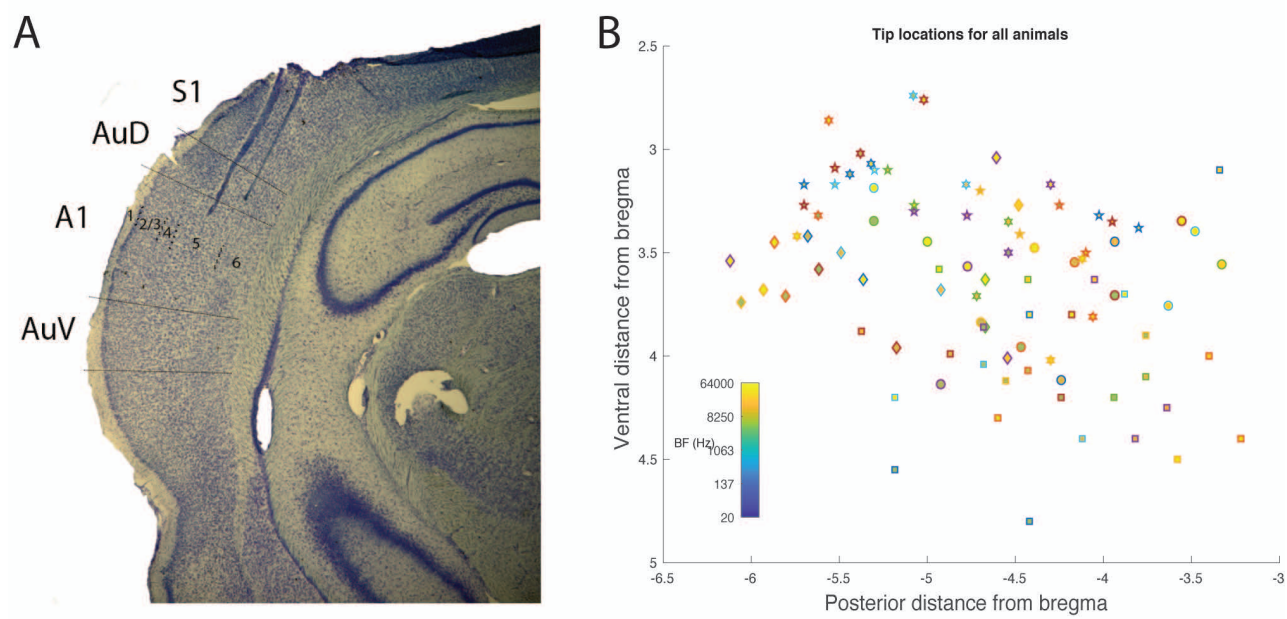 A
S1
AuD
A1
AuV
1
2/3
4
5
6
B
Tip locations for all animals
2.5
3
3.5
4
4.5
5
Ventral distance from bregma
64000
8250
1063
137
20
BF (Hz)
-6.5
-6
-5.5
-5
-4.5
-4
-3.5
-3
Posterior distance from bregma